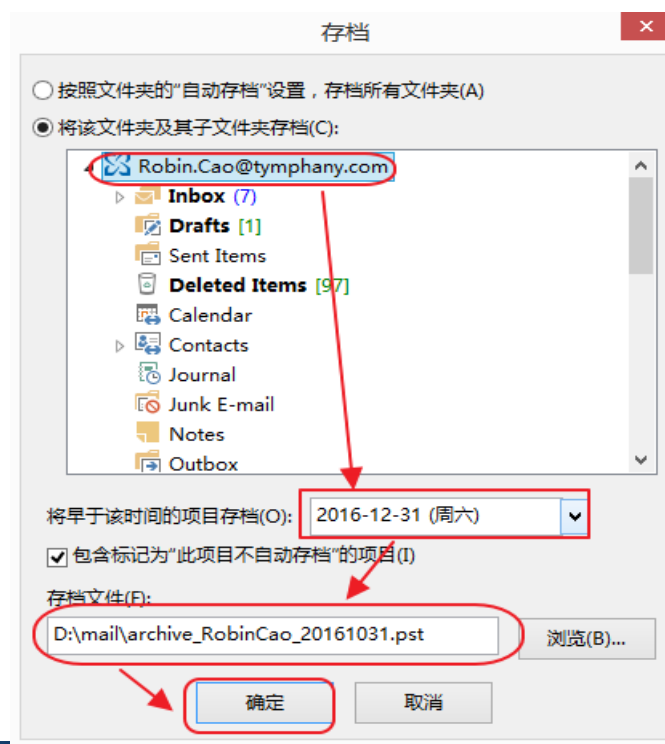 存档
按照文件夹的“自动存档”设置，存档所有文件夹(A)
将该文件夹及其子文件夹存档(C):
Robin.Cao@tymphany.com
Inbox (7)
Drafts [1]
Sent Items
Deleted Items [97]
Calendar
Contacts
Journal
Junk E-mail
Notes
Outbox
将早于该时间的项目存档(O): 2016-12-31 (周六)
包含标记为“此项目不自动存档”的项目(I)
存档文件(F):
D:\mail\archive_RobinCao_20161031.pst 浏览(B)...
确定 取消